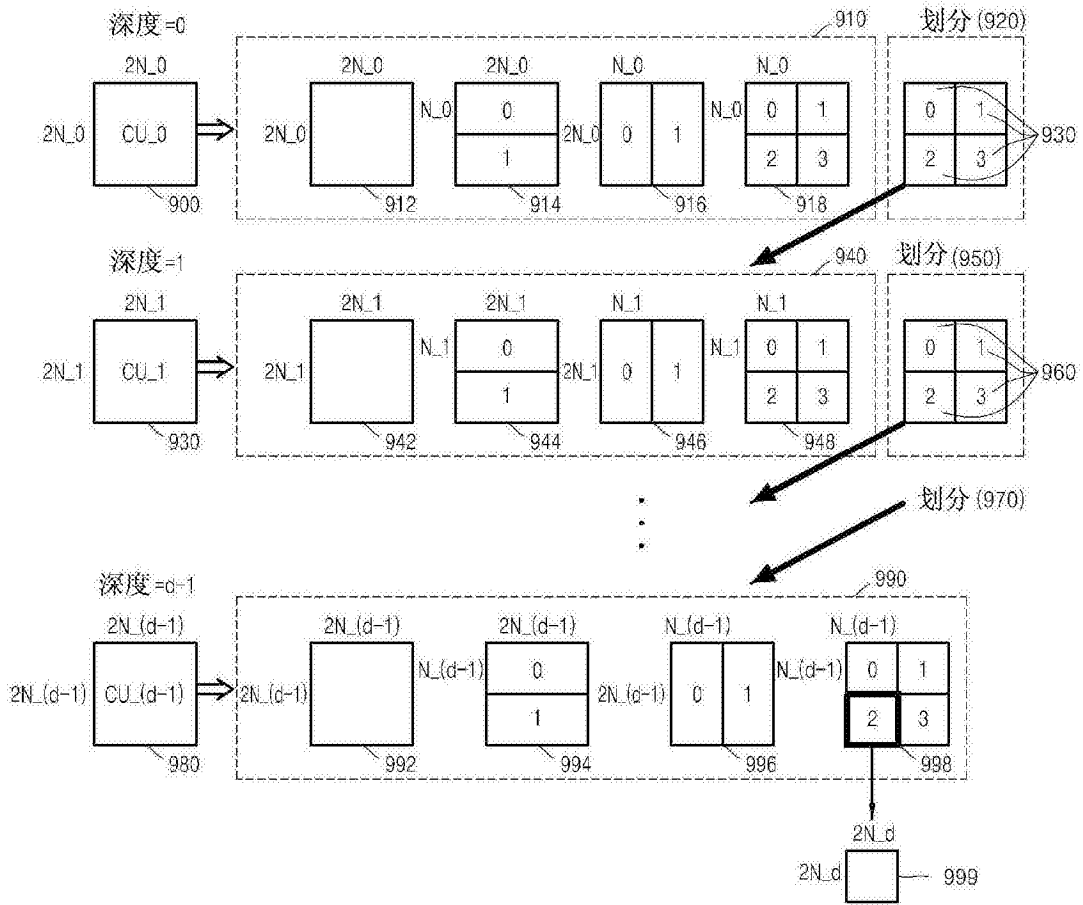 深度=0
910
划分(920)
2N_0
2N_0
2N_0
N_0
N_0
2N_0
CU_0
2N_0
N_0
0
1
2N_0
0
1
N_0
0
1
2
3
0
1
2
3
930
900
912
914
916
918
深度=1
940
划分(950)
2N_1
2N_1
2N_1
N_1
N_1
2N_1
CU_1
2N_1
N_1
0
1
2N_1
0
1
N_1
0
1
2
3
0
1
2
3
960
930
942
944
946
948
划分(970)
深度=d-1
990
2N_(d-1)
2N_(d-1)
2N_(d-1)
N_(d-1)
N_(d-1)
2N_(d-1)
CU_(d-1)
2N_(d-1)
N_(d-1)
0
1
2N_(d-1)
0
1
N_(d-1)
0
1
2
3
980
992
994
996
998
2N_d
2N_d
999